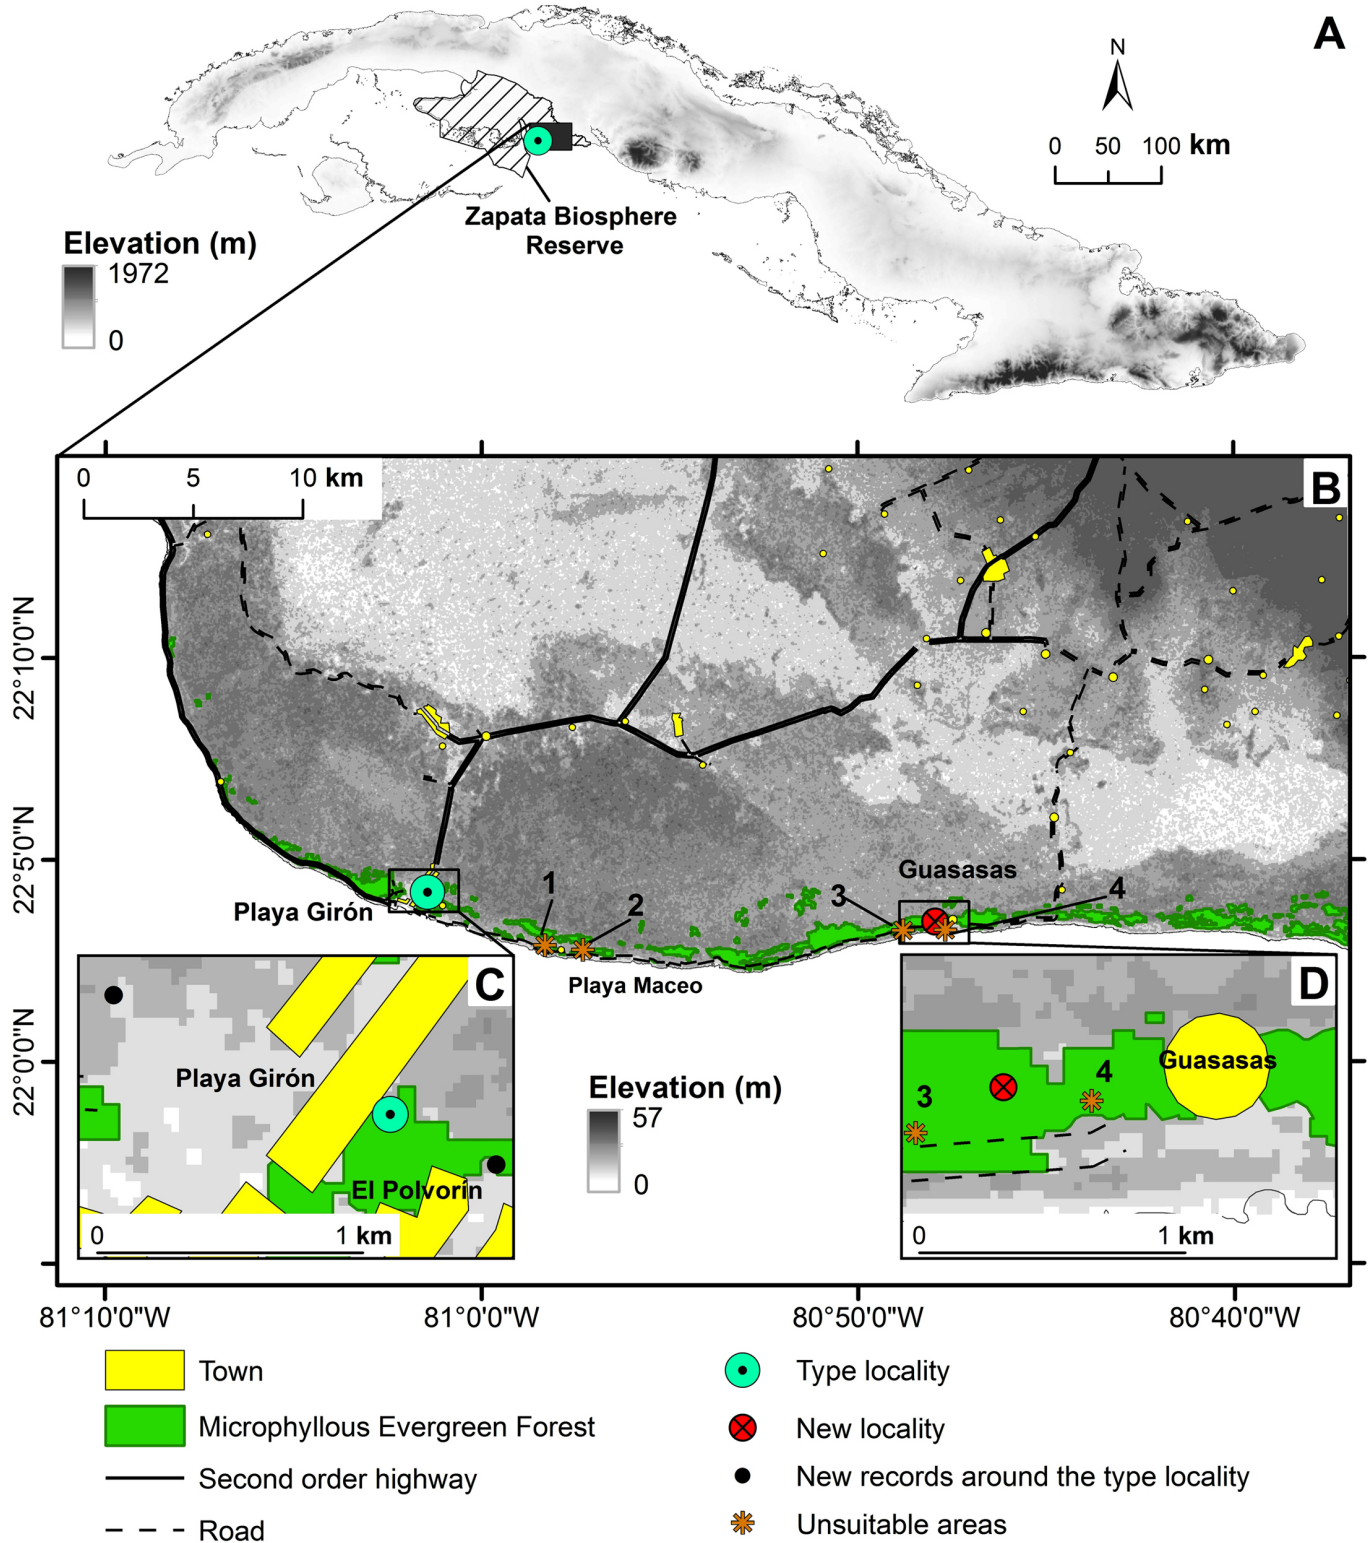 A
N
0 50 100 km
Zapata Biosphere
Reserve
Elevation (m)
1972
0
B
0 5 10 km
22°10'0"N
22°5'0"N
22°0'0"N
Guasasas
Playa Girón
1
2
3
4
Playa Maceo
C
Playa Girón
El Polvorín
0 1 km
Elevation (m)
57
0
D
Guasasas
3
4
0 1 km
81°10'0"W 81°0'0"W 80°50'0"W 80°40'0"W
Town
Microphyllous Evergreen Forest
Second order highway
Road
Type locality
New locality
New records around the type locality
Unsuitable areas